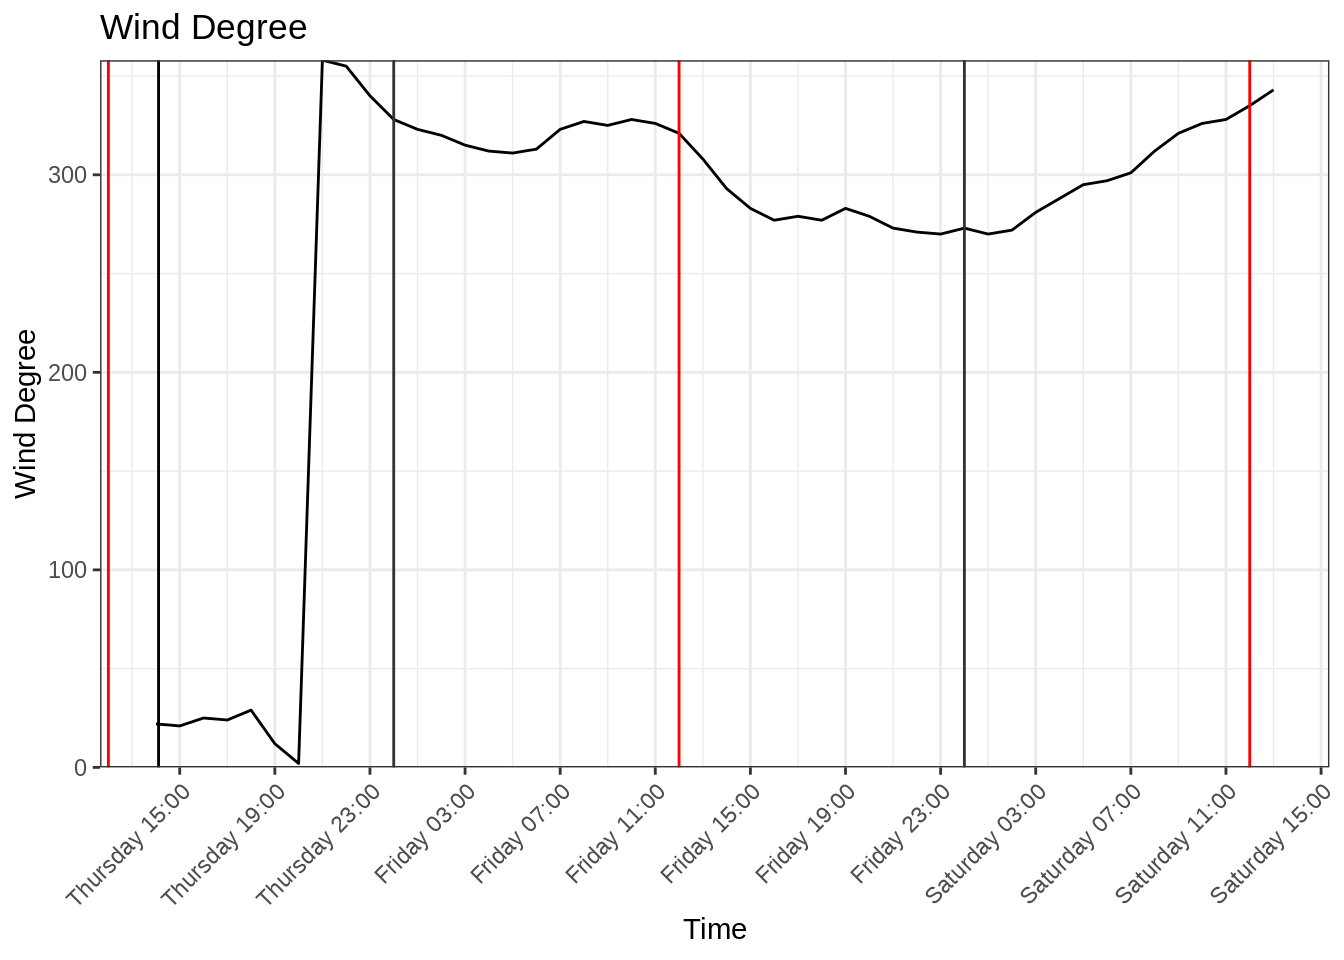 Wind Degree
Wind Degree
300
200
100
0
Thursday 15:00
Thursday 19:00
Thursday 23:00
Friday 03:00
Friday 07:00
Friday 11:00
Friday 15:00
Friday 19:00
Friday 23:00
Saturday 03:00
Saturday 07:00
Saturday 11:00
Saturday 15:00
Time